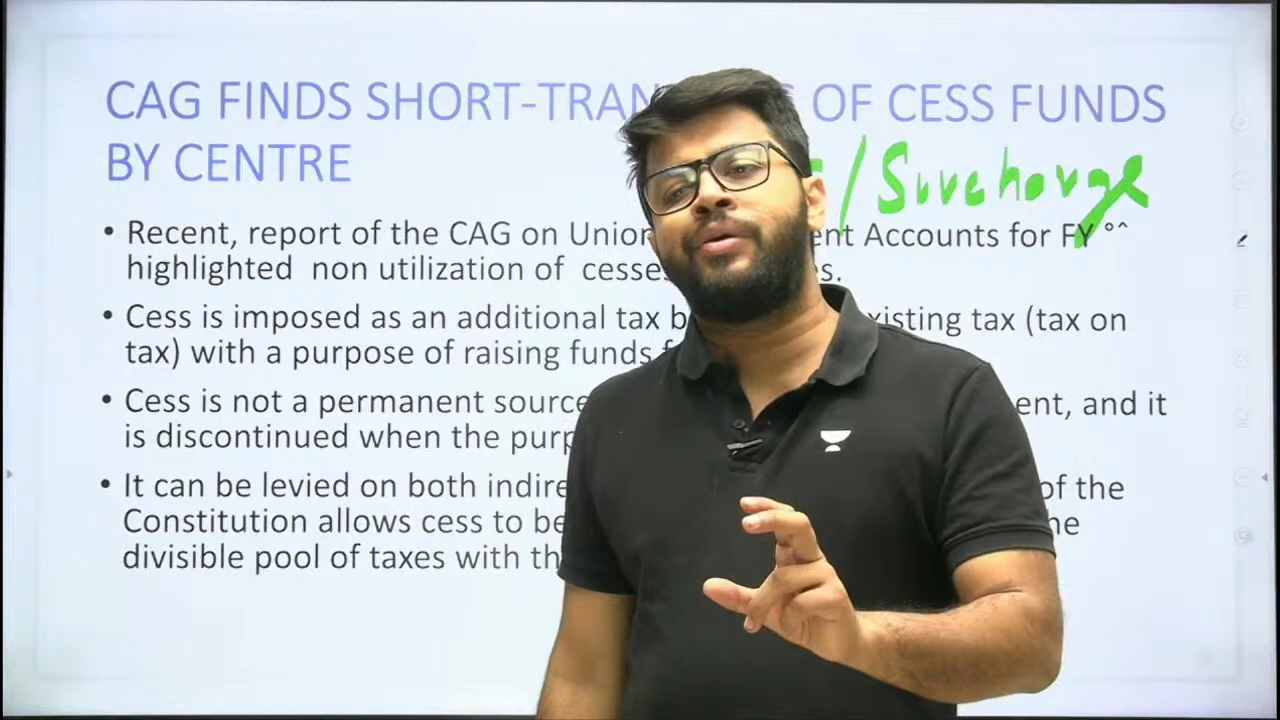 CAG FINDS SHORT-TRAN OF CESS FUNDS
BY CENTRE
/ Surcharge
• Recent, report of the CAG on Union ent Accounts for FY
highlighted non utilization of cesses s.
• Cess is imposed as an additional tax b xisting tax (tax on
tax) with a purpose of raising funds f
• Cess is not a permanent source ent, and it
is discontinued when the purp
• It can be levied on both indire of the
Constitution allows cess to be he
divisible pool of taxes with th